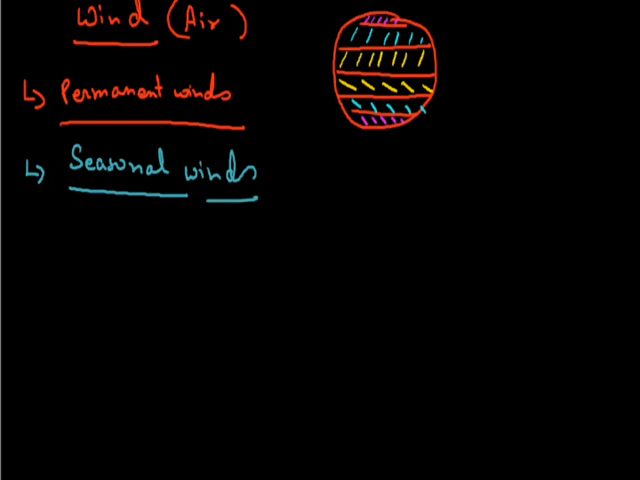 Wind (Air)
↳ Permanent winds
↳ Seasonal winds